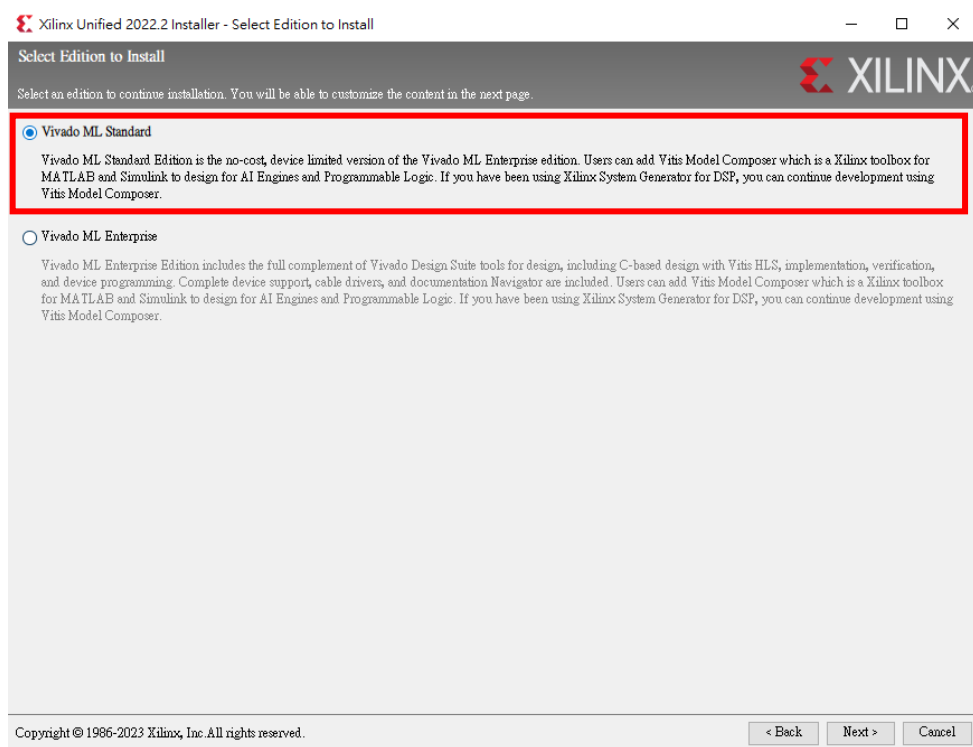 Xilinx Unified 2022.2 Installer - Select Edition to Install
Select Edition to Install
XILINX
Select an edition to continue installation. You will be able to customize the content in the next page.
Vivado ML Standard
Vivado ML Standard Edition is the no-cost, device limited version of the Vivado ML Enterprise edition. Users can add Vitis Model Composer which is a Xilinx toolbox for
MATLAB and Simulink to design for AI Engines and Programmable Logic. If you have been using Xilinx System Generator for DSP, you can continue development using
Vitis Model Composer.
Vivado ML Enterprise
Vivado ML Enterprise Edition includes the full complement of Vivado Design Suite tools for design, including C-based design with Vitis HLS, implementation, verification,
and device programming. Complete device support, cable drivers, and documentation Navigator are included. Users can add Vitis Model Composer which is a Xilinx toolbox
for MATLAB and Simulink to design for AI Engines and Programmable Logic. If you have been using Xilinx System Generator for DSP, you can continue development using
Vitis Model Composer.
Copyright © 1986-2023 Xilinx, Inc.All rights reserved.
< Back
Next >
Cancel